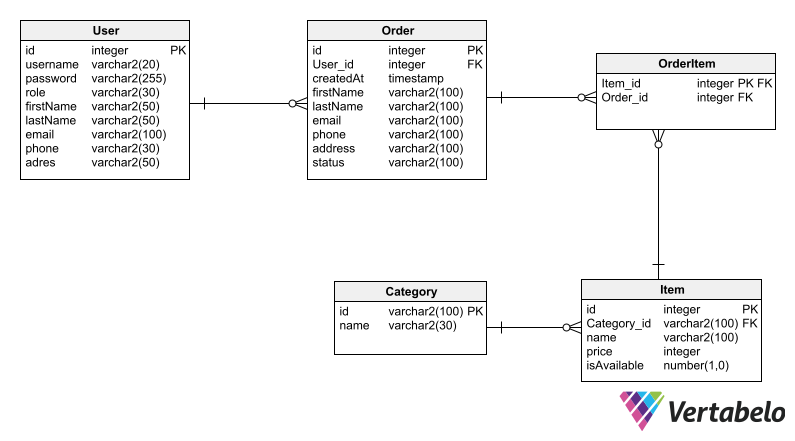 User
id integer PK
username varchar2(20)
password varchar2(255)
role varchar2(30)
firstName varchar2(50)
lastName varchar2(50)
email varchar2(100)
phone varchar2(30)
adres varchar2(50)
Order
id integer PK
User_id integer FK
createdAt timestamp
firstName varchar2(100)
lastName varchar2(100)
email varchar2(100)
phone varchar2(100)
address varchar2(100)
status varchar2(100)
OrderItem
Item_id integer PK FK
Order_id integer FK
Category
id varchar2(100) PK
name varchar2(30)
Item
id integer PK
Category_id varchar2(100) FK
name varchar2(100)
price integer
isAvailable number(1,0)
Vertabelo